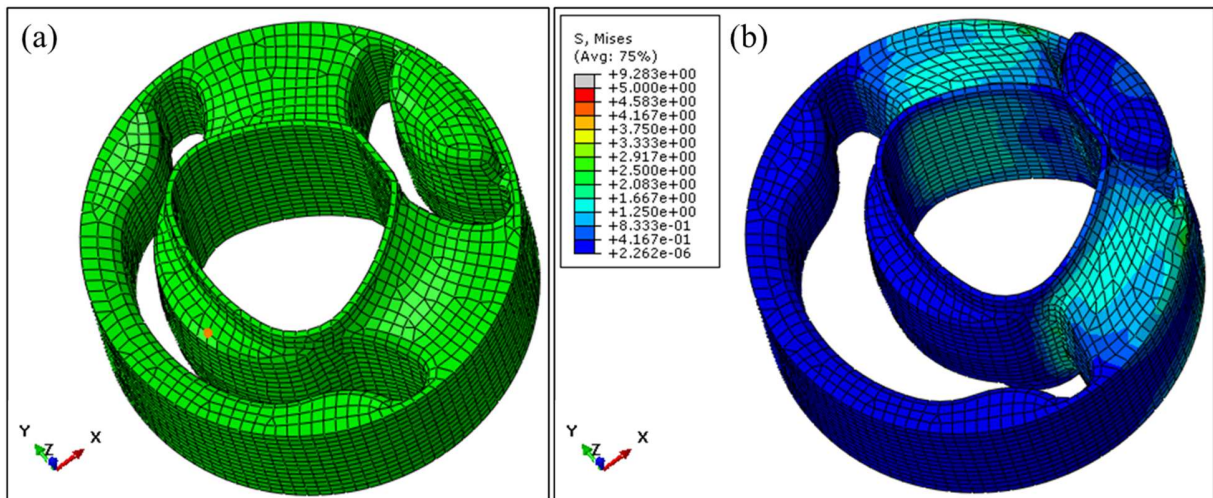 (a)
Y
Z
X
S, Mises
(Avg: 75%)
+9.283e+00
+5.000e+00
+4.583e+00
+4.167e+00
+3.750e+00
+3.333e+00
+2.917e+00
+2.500e+00
+2.083e+00
+1.667e+00
+1.250e+00
+8.333e-01
+4.167e-01
+2.262e-06
(b)
Y
Z
X